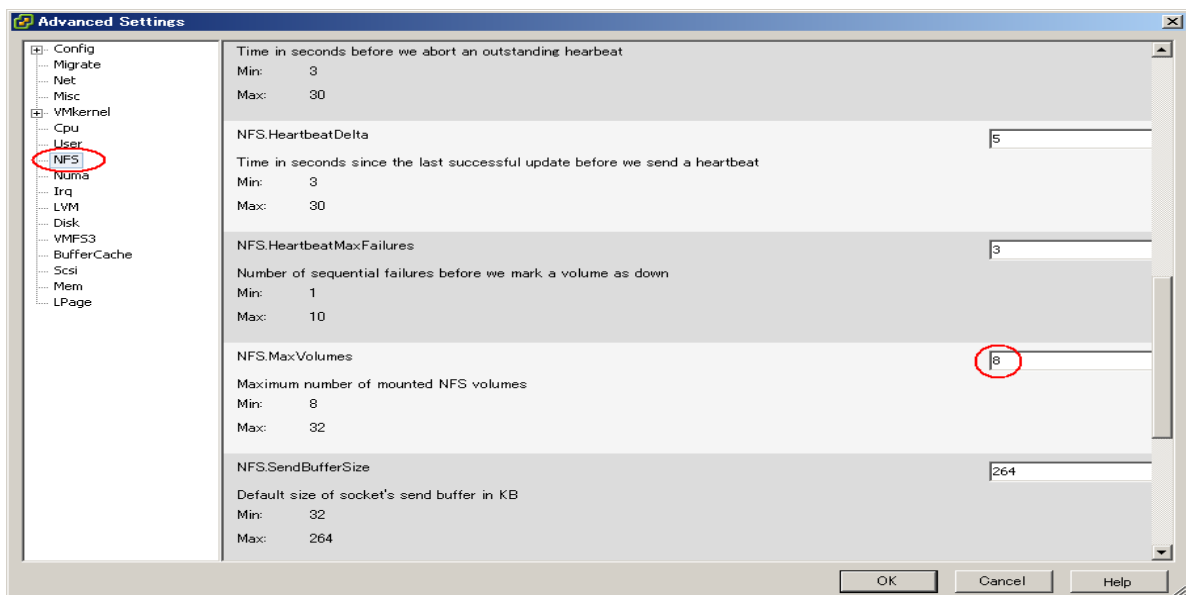 Advanced Settings
Config
Migrate
Net
Misc
VMkernel
Cpu
User
NFS
Numa
Irq
LVM
Disk
VMFS3
BufferCache
Scsi
Mem
LPage
Time in seconds before we abort an outstanding hearbeat
Min: 3
Max: 30
NFS.HeartbeatDelta 5
Time in seconds since the last successful update before we send a heartbeat
Min: 3
Max: 30
NFS.HeartbeatMaxFailures 3
Number of sequential failures before we mark a volume as down
Min: 1
Max: 10
NFS.MaxVolumes 8
Maximum number of mounted NFS volumes
Min: 8
Max: 32
NFS.SendBufferSize 264
Default size of socket's send buffer in KB
Min: 32
Max: 264
OK Cancel Help